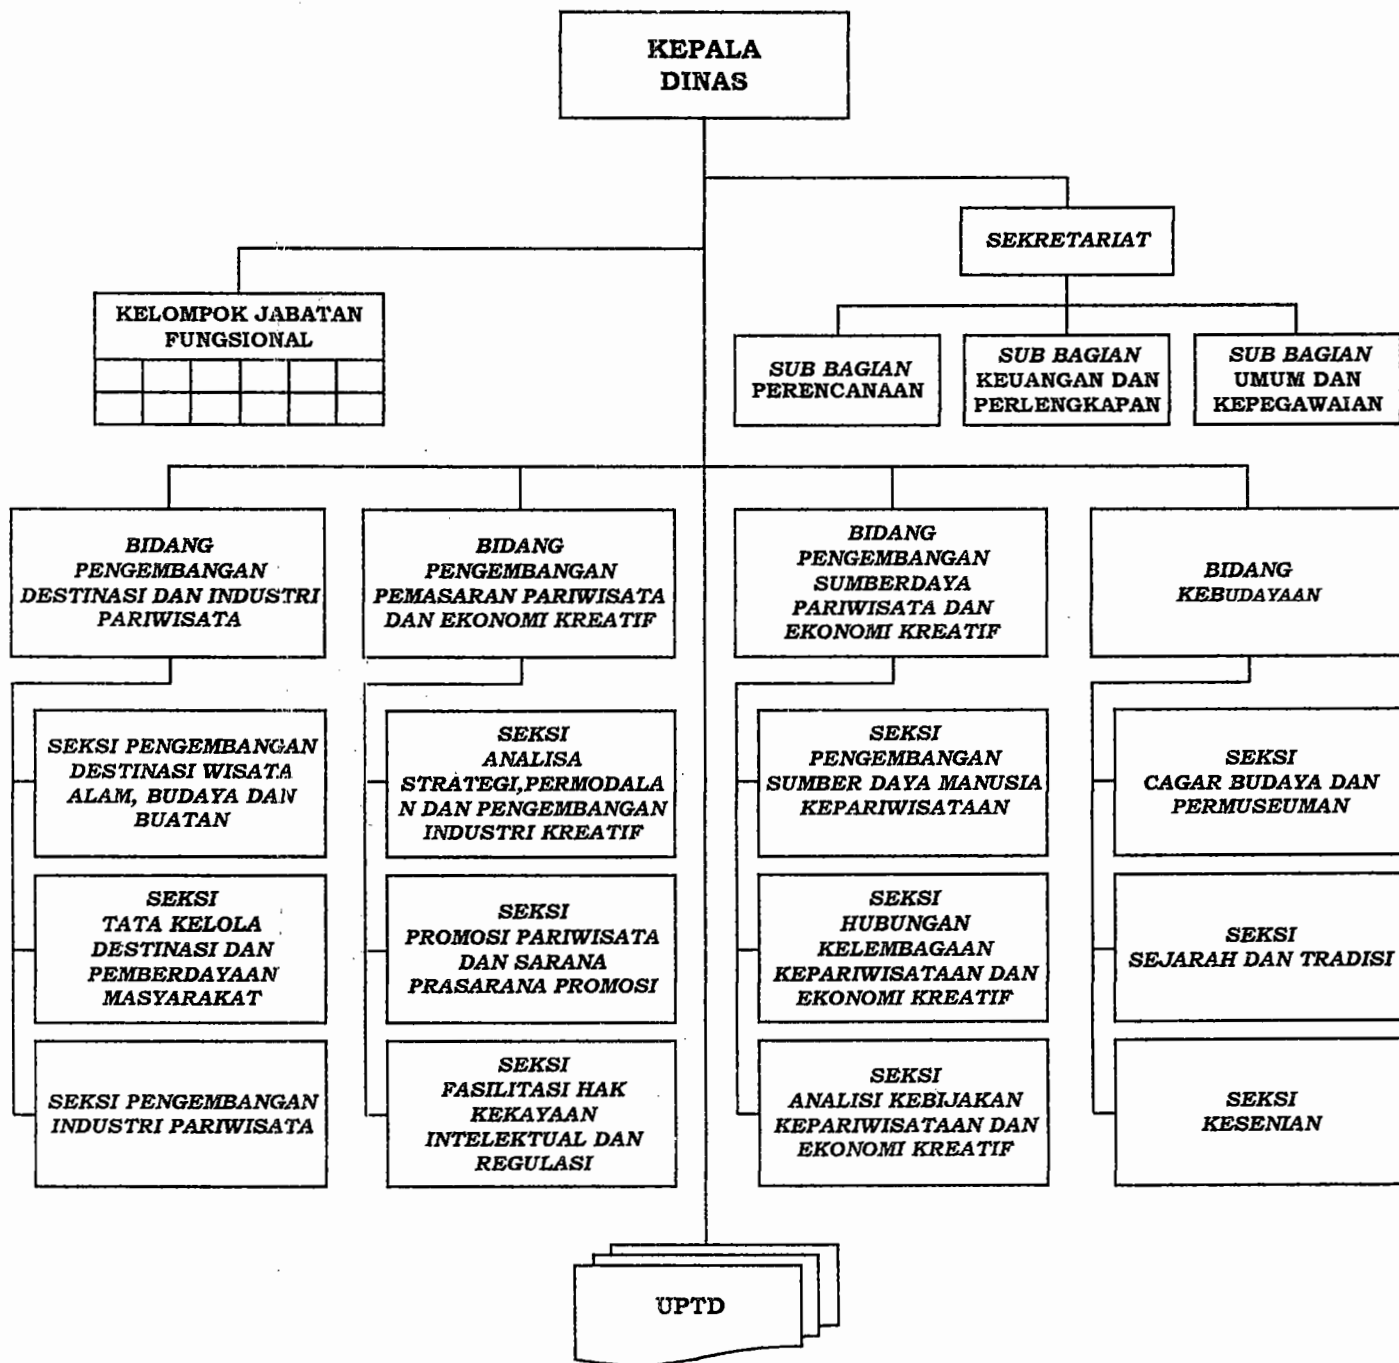 KEPALA
DINAS
SEKRETARIAT
KELOMPOK JABATAN
FUNGSIONAL
SUB BAGIAN
PERENCANAAN
SUB BAGIAN
KEUANGAN DAN
PERLENGKAPAN
SUB BAGIAN
UMUM DAN
KEPEGAWAIAN
BIDANG
PENGEMBANGAN
DESTINASI DAN INDUSTRI
PARIWISATA
BIDANG
PENGEMBANGAN
PEMASARAN PARIWISATA
DAN EKONOMI KREATIF
BIDANG
PENGEMBANGAN
SUMBERDAYA
PARIWISATA DAN
EKONOMI KREATIF
BIDANG
KEBUDAYAAN
SEKSI PENGEMBANGAN
DESTINASI WISATA
ALAM, BUDAYA DAN
BUATAN
SEKSI
ANALISA
STRATEGI,PERMODALA
N DAN PENGEMBANGAN
INDUSTRI KREATIF
SEKSI
PENGEMBANGAN
SUMBER DAYA MANUSIA
KEPARIWISATAAN
SEKSI
CAGAR BUDAYA DAN
PERMUSEUMAN
SEKSI
TATA KELOLA
DESTINASI DAN
PEMBERDAYAAN
MASYARAKAT
SEKSI
PROMOSI PARIWISATA
DAN SARANA
PRASARANA PROMOSI
SEKSI
HUBUNGAN
KELEMBAGAAN
KEPARIWISATAAN DAN
EKONOMI KREATIF
SEKSI
SEJARAH DAN TRADISI
SEKSI PENGEMBANGAN
INDUSTRI PARIWISATA
SEKSI
FASILITASI HAK
KEKAYAAN
INTELEKTUAL DAN
REGULASI
SEKSI
ANALISI KEBIJAKAN
KEPARIWISATAAN DAN
EKONOMI KREATIF
SEKSI
KESENIAN
UPTD